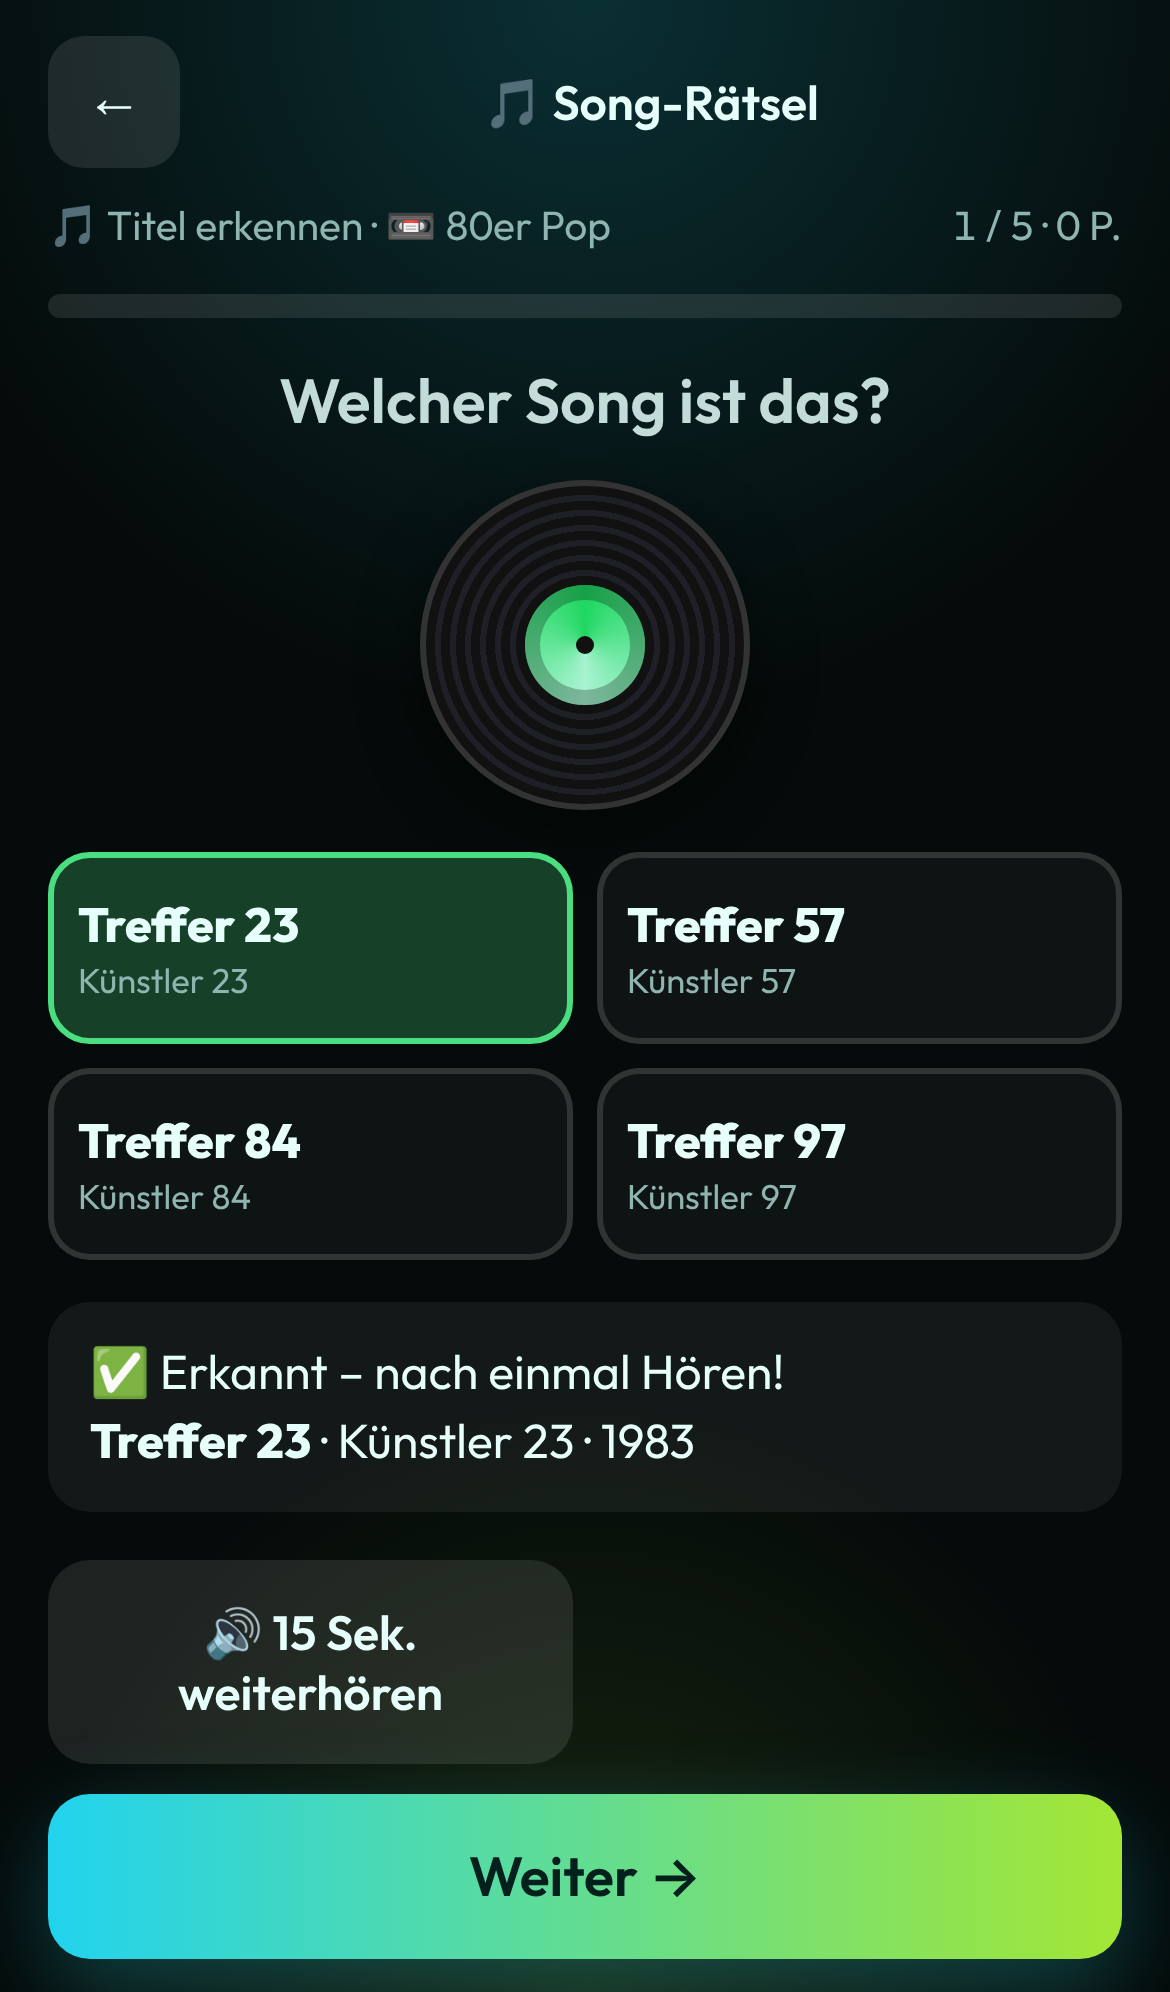 ←
🎵 Song-Rätsel
🎵 Titel erkennen · 📼 80er Pop
1 / 5 · 0 P.
Welcher Song ist das?
Treffer 23
Künstler 23
Treffer 57
Künstler 57
Treffer 84
Künstler 84
Treffer 97
Künstler 97
✅ Erkannt – nach einmal Hören!
Treffer 23 · Künstler 23 · 1983
🔊 15 Sek.
weiterhören
Weiter →